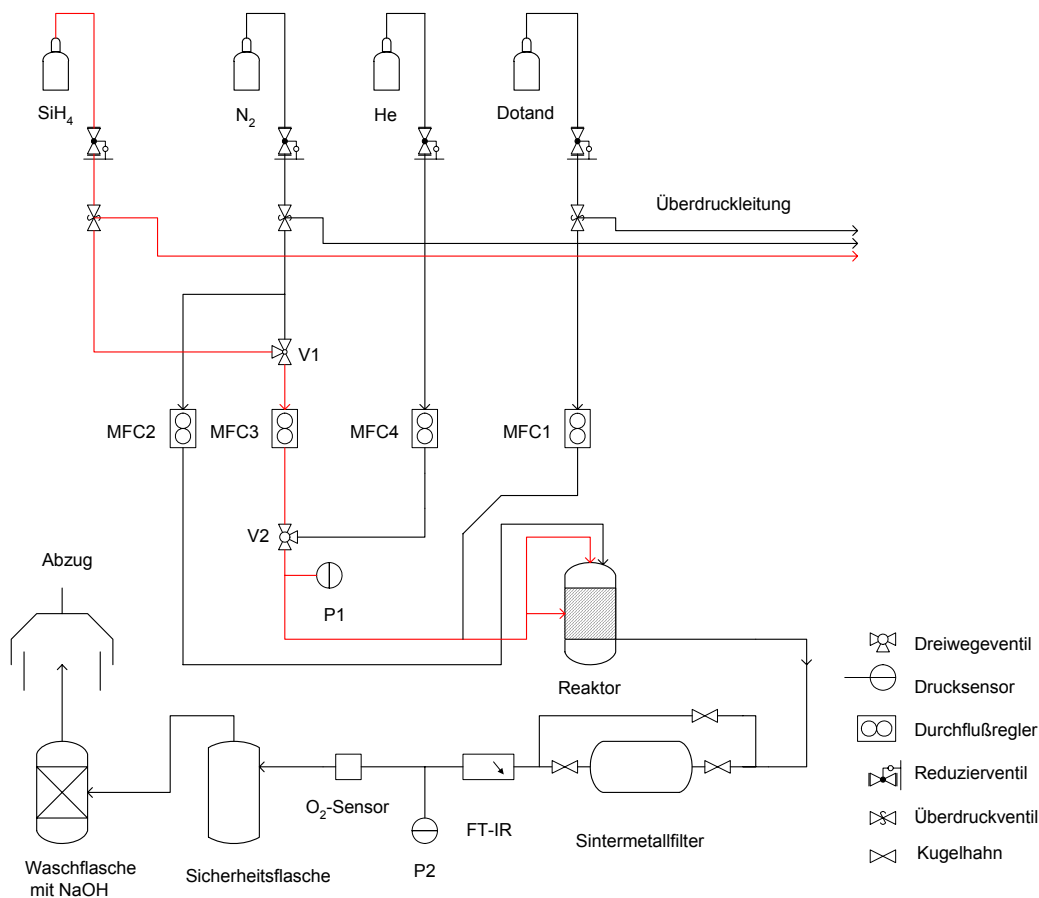 SiH4
N2
He
Dotand
Überdruckleitung
V1
MFC2
MFC3
MFC4
MFC1
V2
Abzug
P1
Reaktor
Dreiwegeventil
Drucksensor
Durchflußregler
Reduzierventil
Überdruckventil
Kugelhahn
O2-Sensor
FT-IR
Sintermetallfilter
P2
Sicherheitsflasche
Waschflasche
mit NaOH